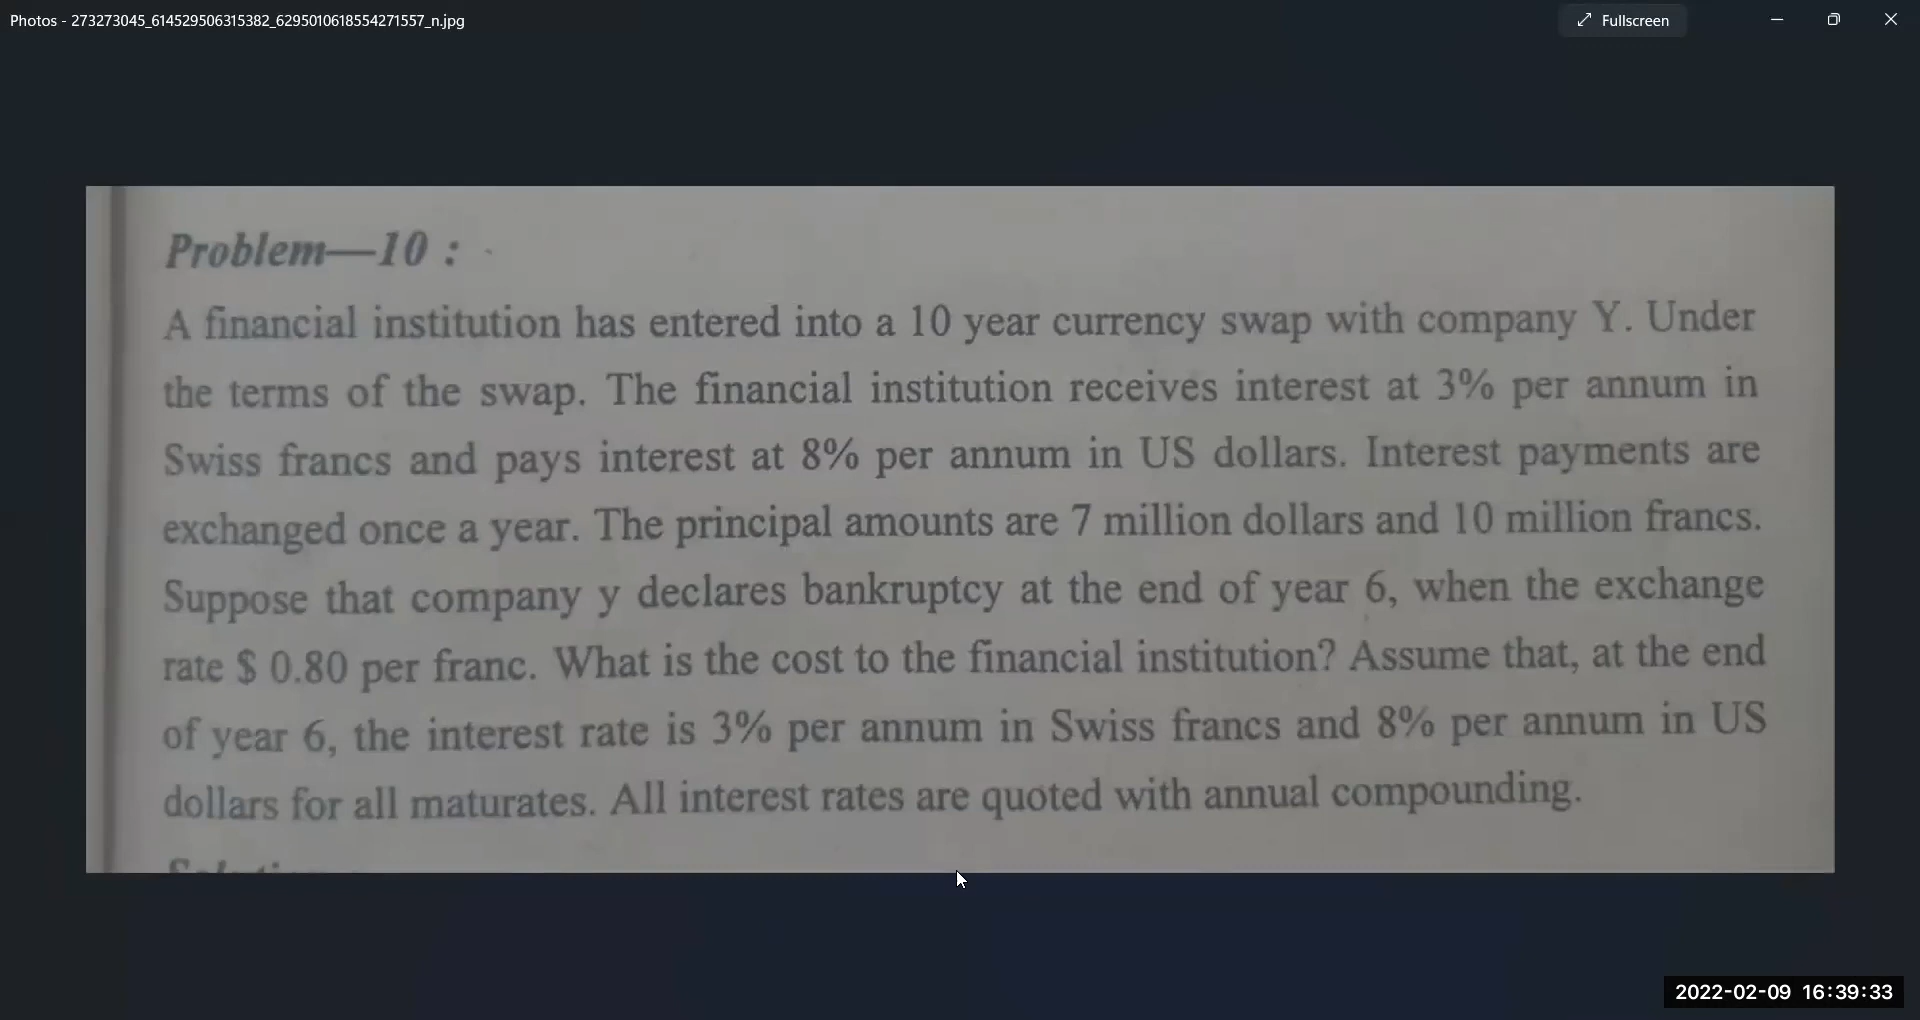 Photos - 273273045_614529506315382_6295010618554271557_n.jpg
Fullscreen
Problem—10 :
A financial institution has entered into a 10 year currency swap with company Y. Under
the terms of the swap. The financial institution receives interest at 3% per annum in
Swiss francs and pays interest at 8% per annum in US dollars. Interest payments are
exchanged once a year. The principal amounts are 7 million dollars and 10 million francs.
Suppose that company y declares bankruptcy at the end of year 6, when the exchange
rate $ 0.80 per franc. What is the cost to the financial institution? Assume that, at the end
of year 6, the interest rate is 3% per annum in Swiss francs and 8% per annum in US
dollars for all maturates. All interest rates are quoted with annual compounding.
2022-02-09 16:39:33